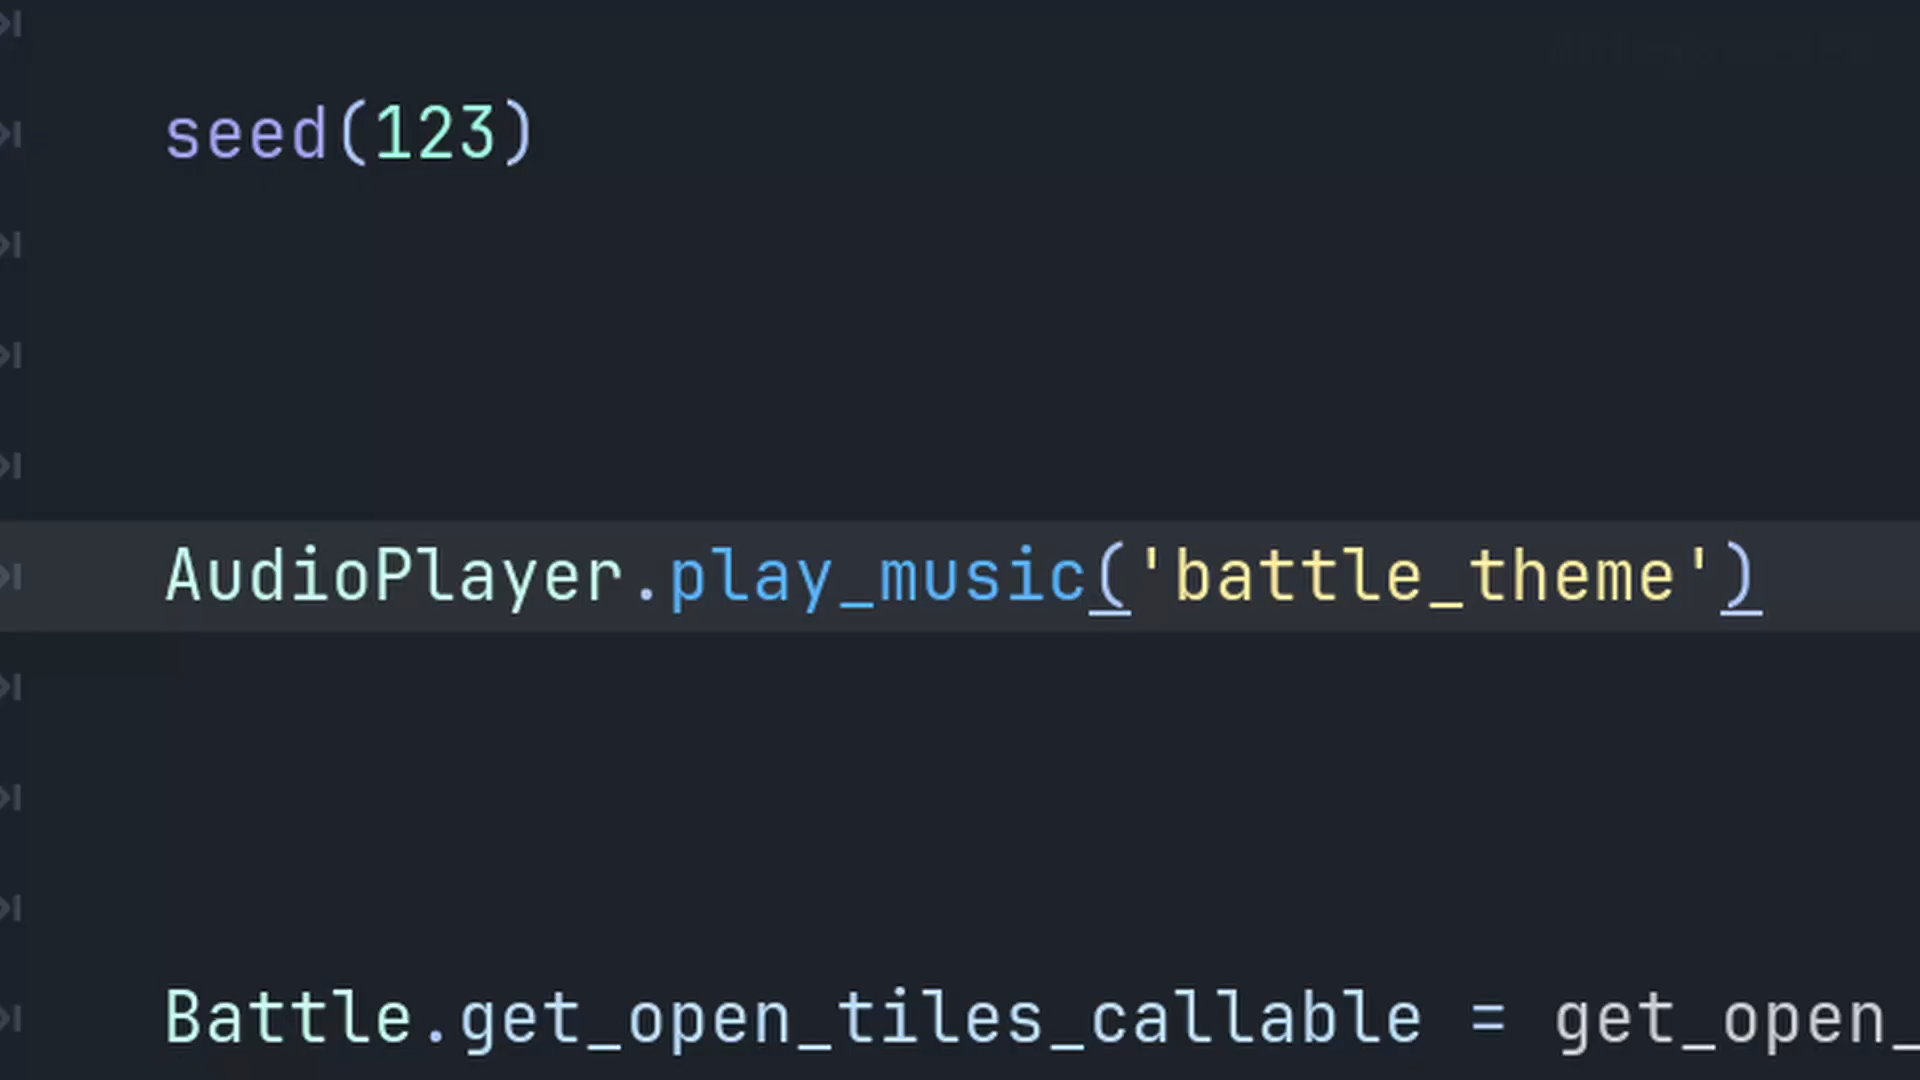 seed(123)
AudioPlayer.play_music('battle_theme')
Battle.get_open_tiles_callable = get_open_